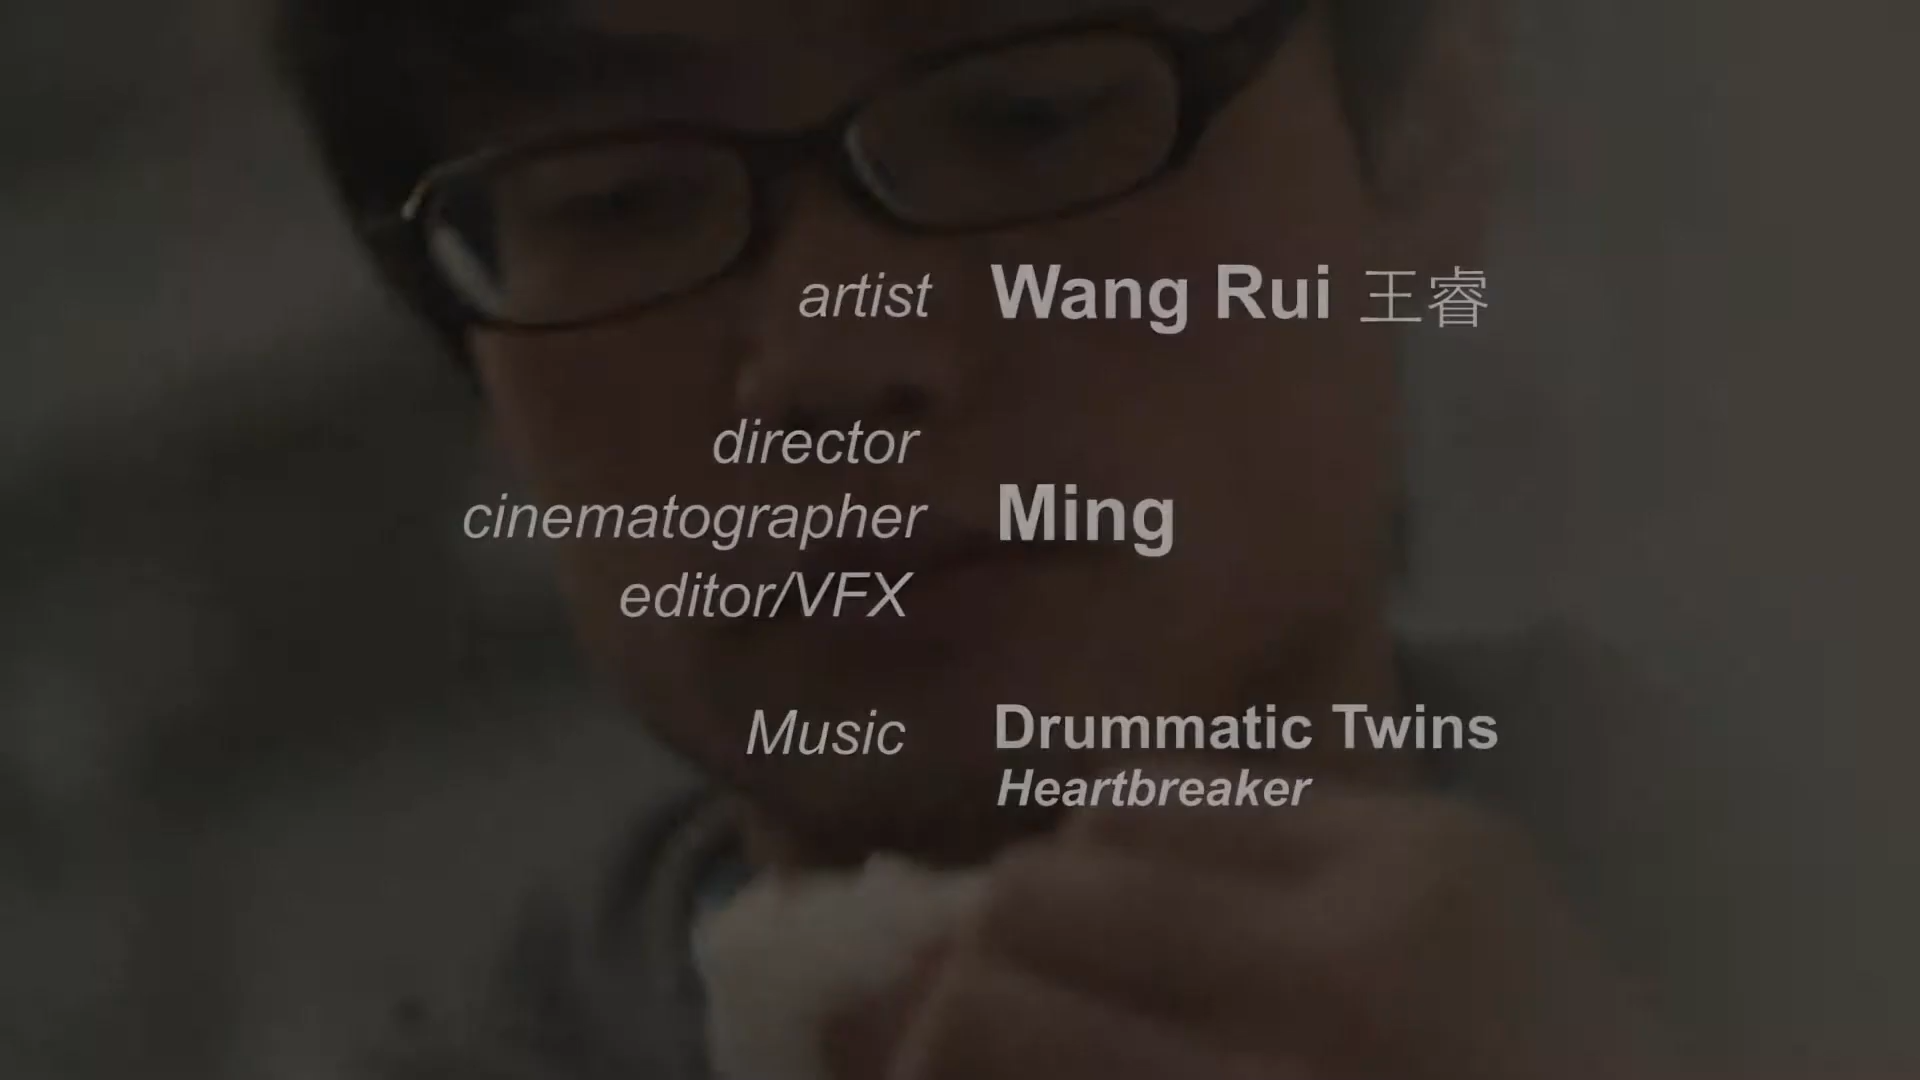 artist Wang Rui 王睿
director
cinematographer Ming
editor/VFX
Music Drummatic Twins
Heartbreaker